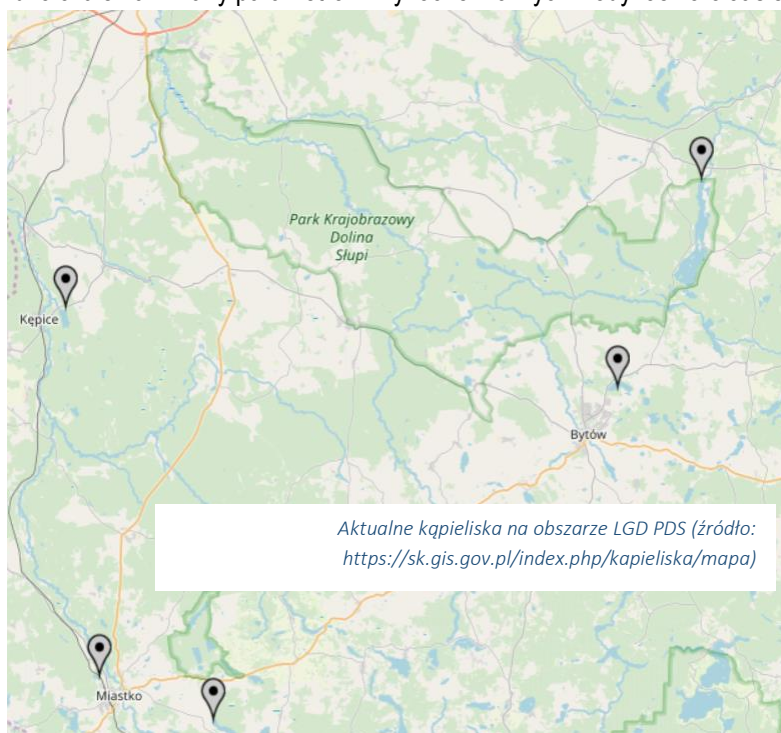 Park Krajobrazowy
Dolina
Słupi
Kępice
Bytów
Aktualne kąpieliska na obszarze LGD PDS (źródło:
https://sk.gis.gov.pl/index.php/kapieliska/mapa)
Miastko